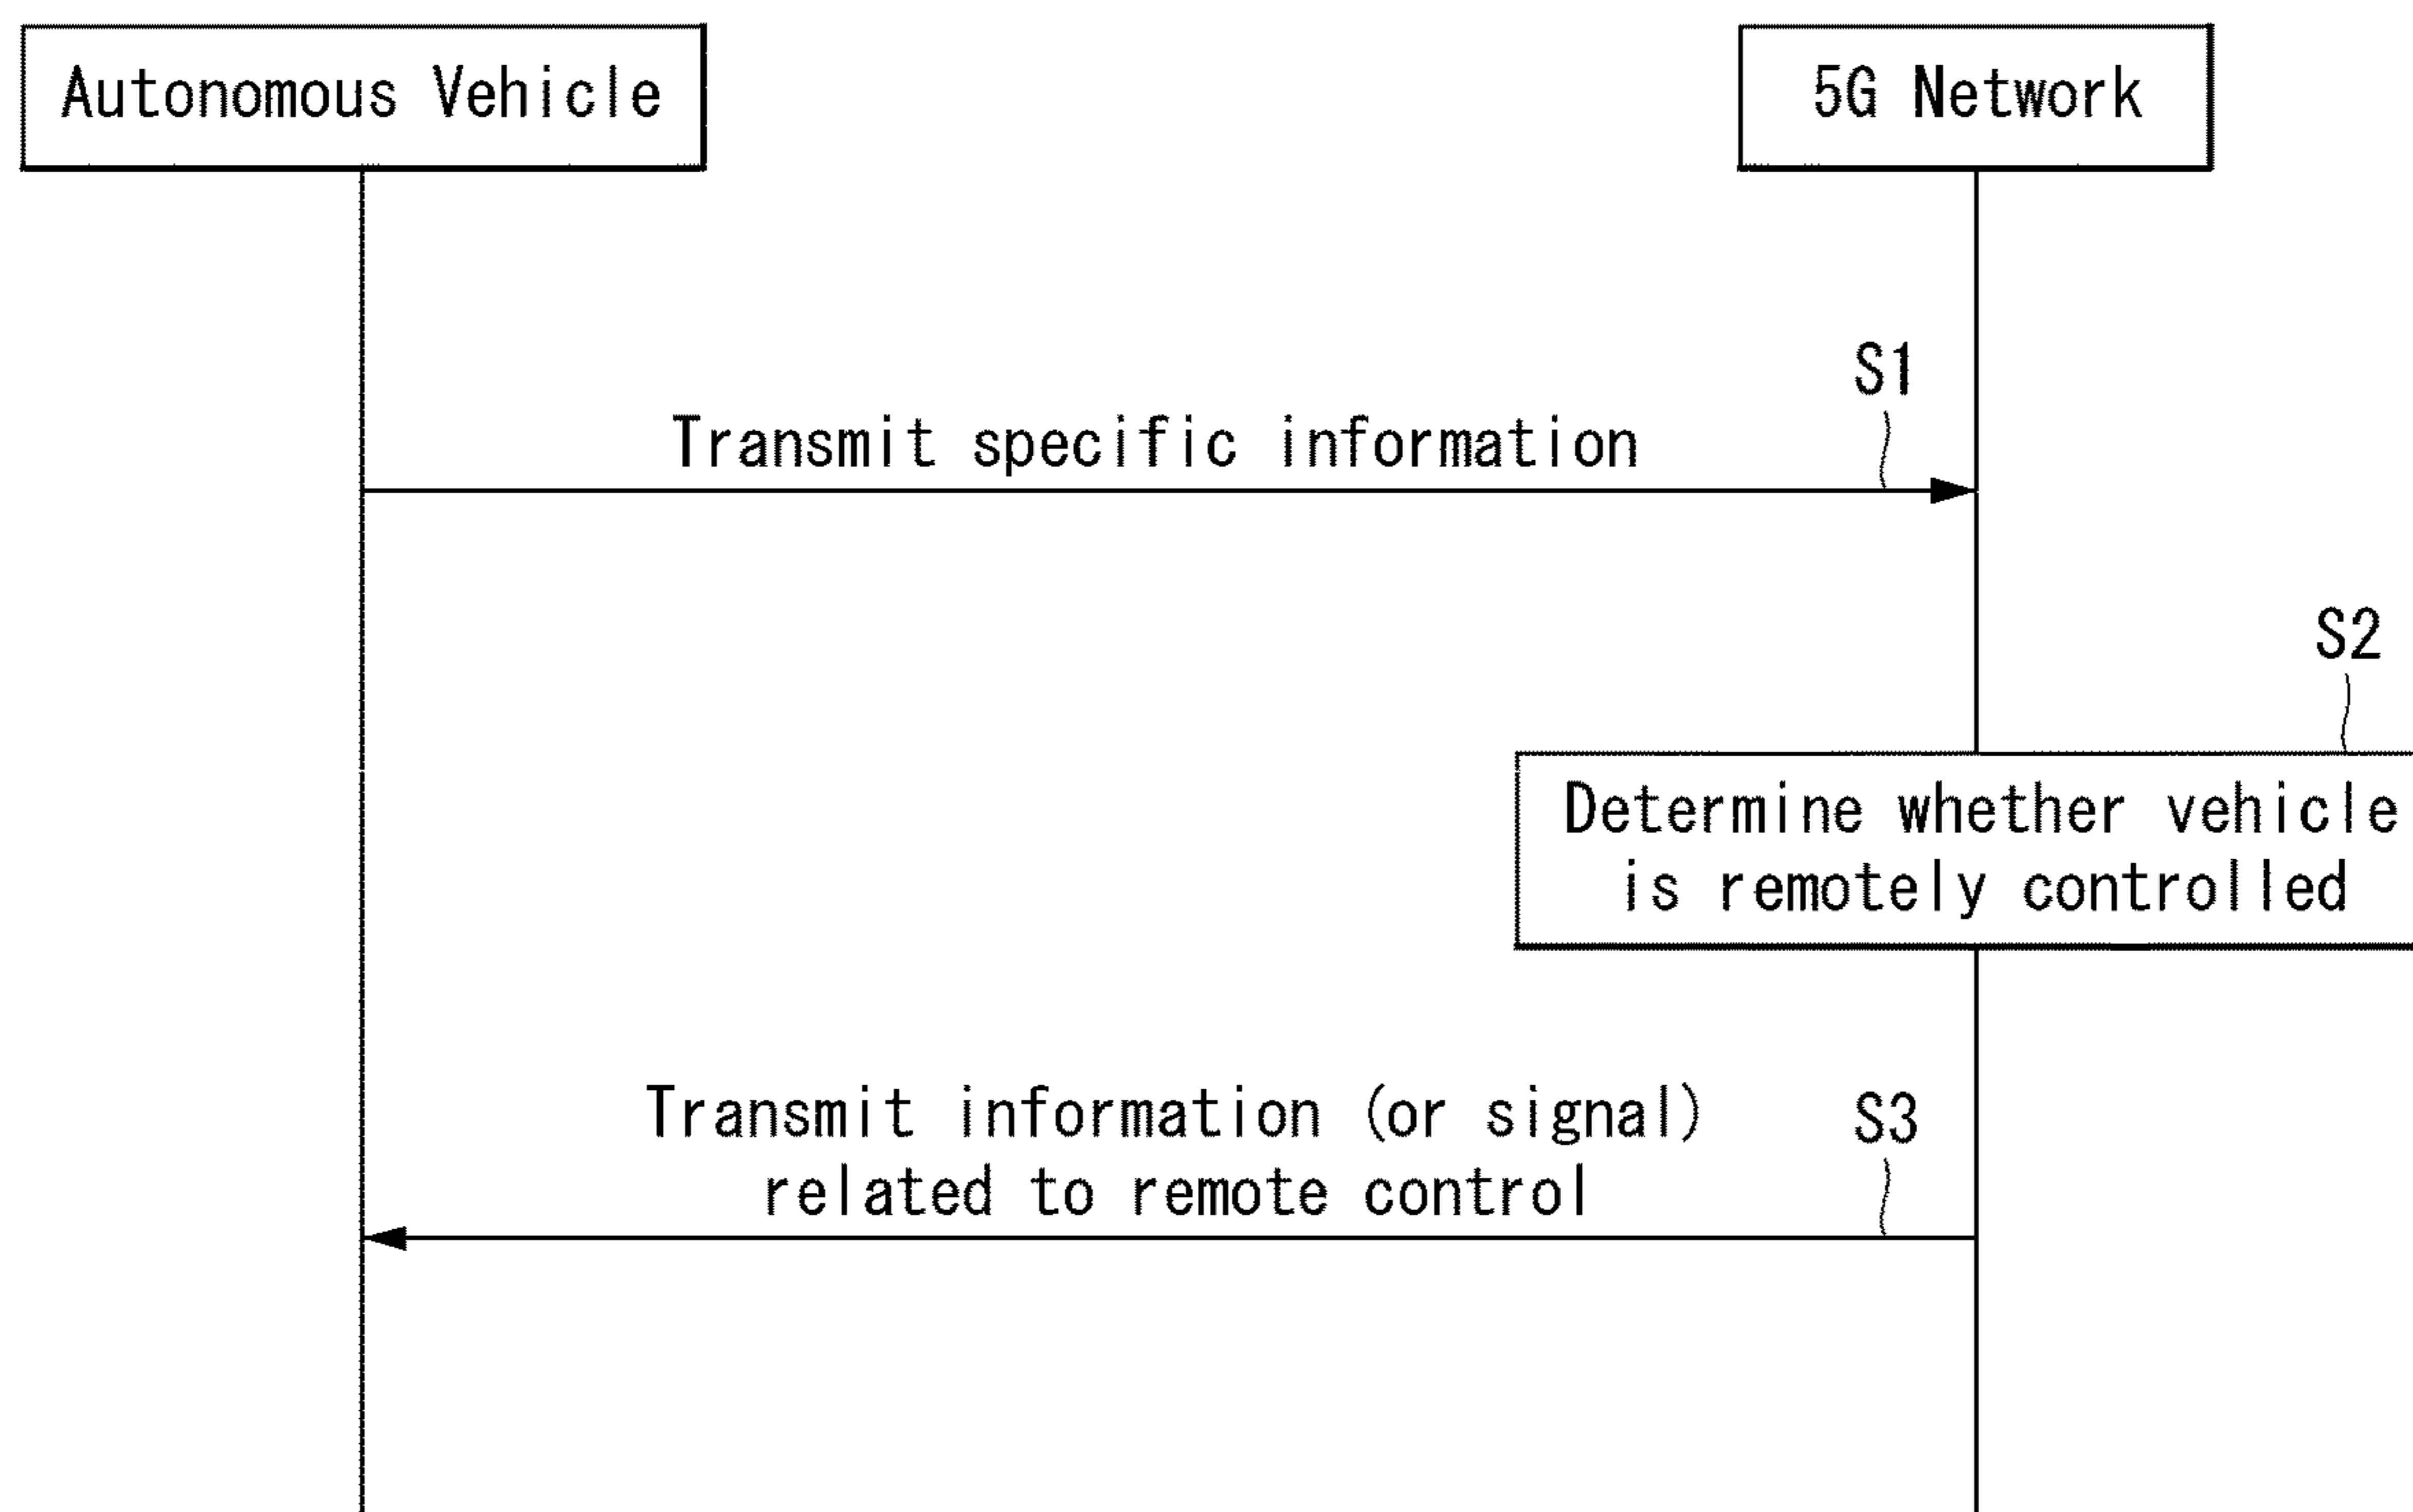 Autonomous Vehicle
5G Network
S1
Transmit specific information
S2
Determine whether vehicle
is remotely controlled
Transmit information (or signal)
related to remote control
S3